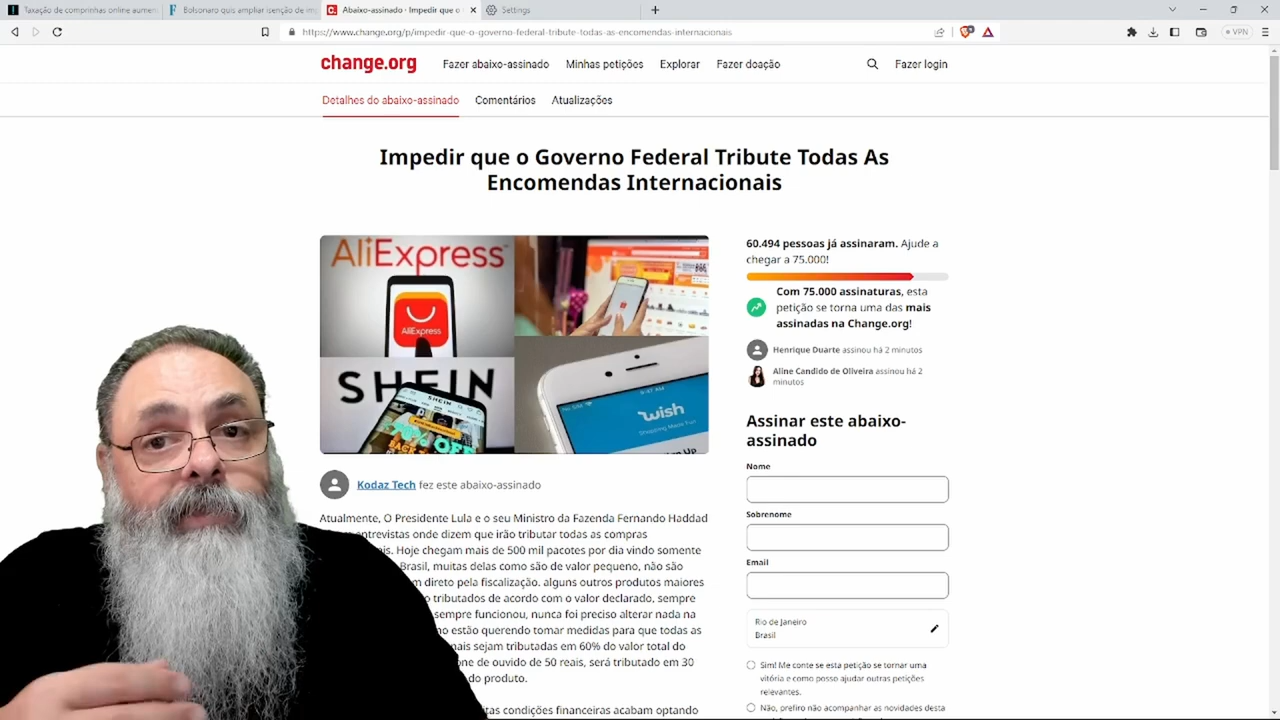 Taxação de comprinhas online aumen
Bolsonaro quis ampliar isenção de im
Abaixo-assinado · Impedir que o
Settings
https://www.change.org/p/impedir-que-o-governo-federal-tribute-todas-as-encomendas-internacionais
VPN
change.org
Fazer abaixo-assinado
Minhas petições
Explorar
Fazer doação
Fazer login
Detalhes do abaixo-assinado
Comentários
Atualizações
Impedir que o Governo Federal Tribute Todas As
Encomendas Internacionais
AliExpress
AliExpress
SHEIN
SHEIN
OFF
9:41 AM
wish
60.494 pessoas já assinaram. Ajude a
chegar a 75.000!
Com 75.000 assinaturas, esta
petição se torna uma das mais
assinadas na Change.org!
Henrique Duarte assinou há 2 minutos
Aline Candido de Oliveira assinou há 2
minutos
Assinar este abaixo-
assinado
Nome
Sobrenome
Email
Rio de Janeiro
Brasil
Sim! Me conte se esta petição se tornar uma
vitória e como posso ajudar outras petições
relevantes.
Não, prefiro não acompanhar as novidades desta
Kodaz Tech fez este abaixo-assinado
Atualmente, O Presidente Lula e o seu Ministro da Fazenda Fernando Haddad
entrevistas onde dizem que irão tributar todas as compras
Hoje chegam mais de 500 mil pacotes por dia vindo somente
Brasil, muitas delas como são de valor pequeno, não são
direto pela fiscalização. alguns outros produtos maiores
tributados de acordo com o valor declarado, sempre
sempre funcionou, nunca foi preciso alterar nada na
estão querendo tomar medidas para que todas as
sejam tributadas em 60% do valor total do
de ouvido de 50 reais, será tributado em 30
do produto.
condições financeiras acabam optando